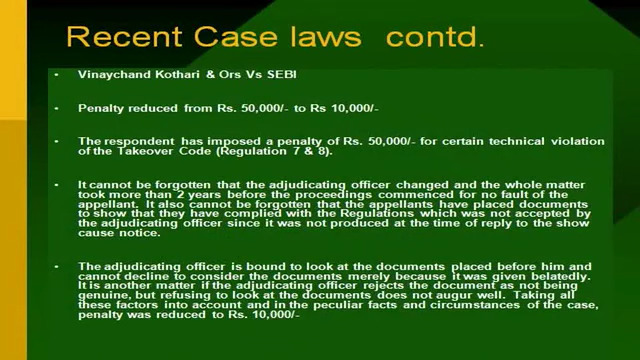 Recent Case laws contd.
• Vinaychand Kothari & Ors Vs SEBI
• Penalty reduced from Rs. 50,000/- to Rs 10,000/-
• The respondent has imposed a penalty of Rs. 50,000/- for certain technical violation
of the Takeover Code (Regulation 7 & 8).
• It cannot be forgotten that the adjudicating officer changed and the whole matter
took more than 2 years before the proceedings commenced for no fault of the
appellant. It also cannot be forgotten that the appellants have placed documents
to show that they have complied with the Regulations which was not accepted by
the adjudicating officer since it was not produced at the time of reply to the show
cause notice.
• The adjudicating officer is bound to look at the documents placed before him and
cannot decline to consider the documents merely because it was given belatedly.
It is another matter if the adjudicating officer rejects the document as not being
genuine, but refusing to look at the documents does not augur well. Taking all
these factors into account and in the peculiar facts and circumstances of the case,
penalty was reduced to Rs. 10,000/-